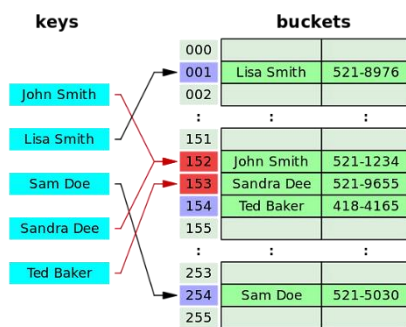 keys buckets
000
001 Lisa Smith 521-8976
002
: : :
151
152 John Smith 521-1234
153 Sandra Dee 521-9655
154 Ted Baker 418-4165
155
: : :
253
254 Sam Doe 521-5030
255
John Smith
Lisa Smith
Sam Doe
Sandra Dee
Ted Baker